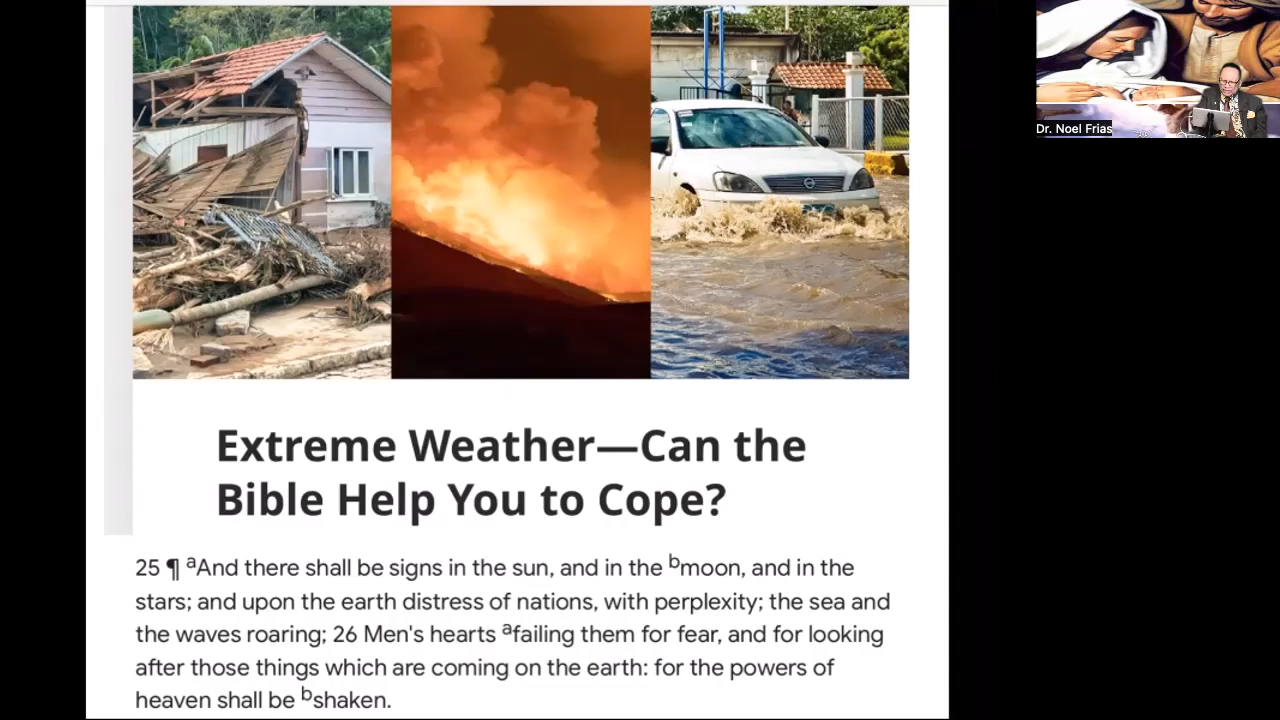 Dr. Noel Frias
Extreme Weather—Can the
Bible Help You to Cope?
25 ¶ aAnd there shall be signs in the sun, and in the bmoon, and in the
stars; and upon the earth distress of nations, with perplexity; the sea and
the waves roaring; 26 Men's hearts afailing them for fear, and for looking
after those things which are coming on the earth: for the powers of
heaven shall be bshaken.